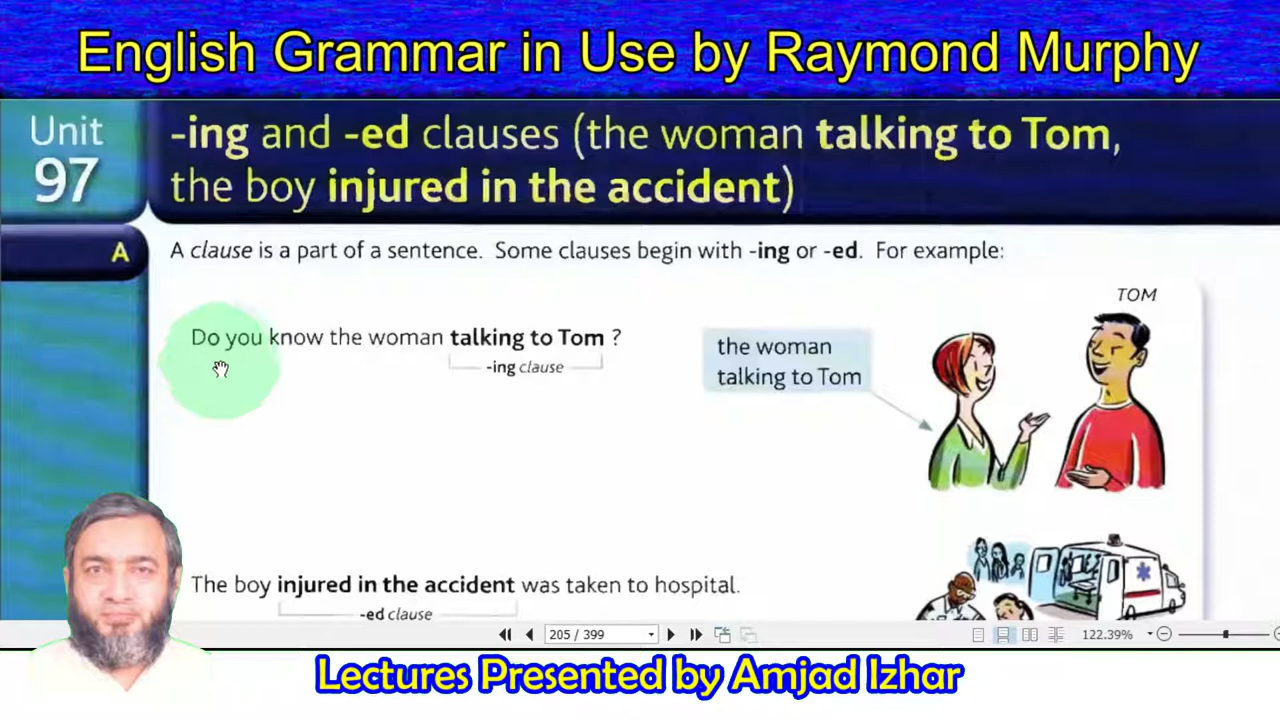 English Grammar in Use by Raymond Murphy
Unit
97
-ing and -ed clauses (the woman talking to Tom,
the boy injured in the accident)
A
A clause is a part of a sentence. Some clauses begin with -ing or -ed. For example:
TOM
Do you know the woman talking to Tom ?
-ing clause
the woman
talking to Tom
The boy injured in the accident was taken to hospital.
-ed clause
205 / 399
122.39%
Lectures Presented by Amjad Izhar